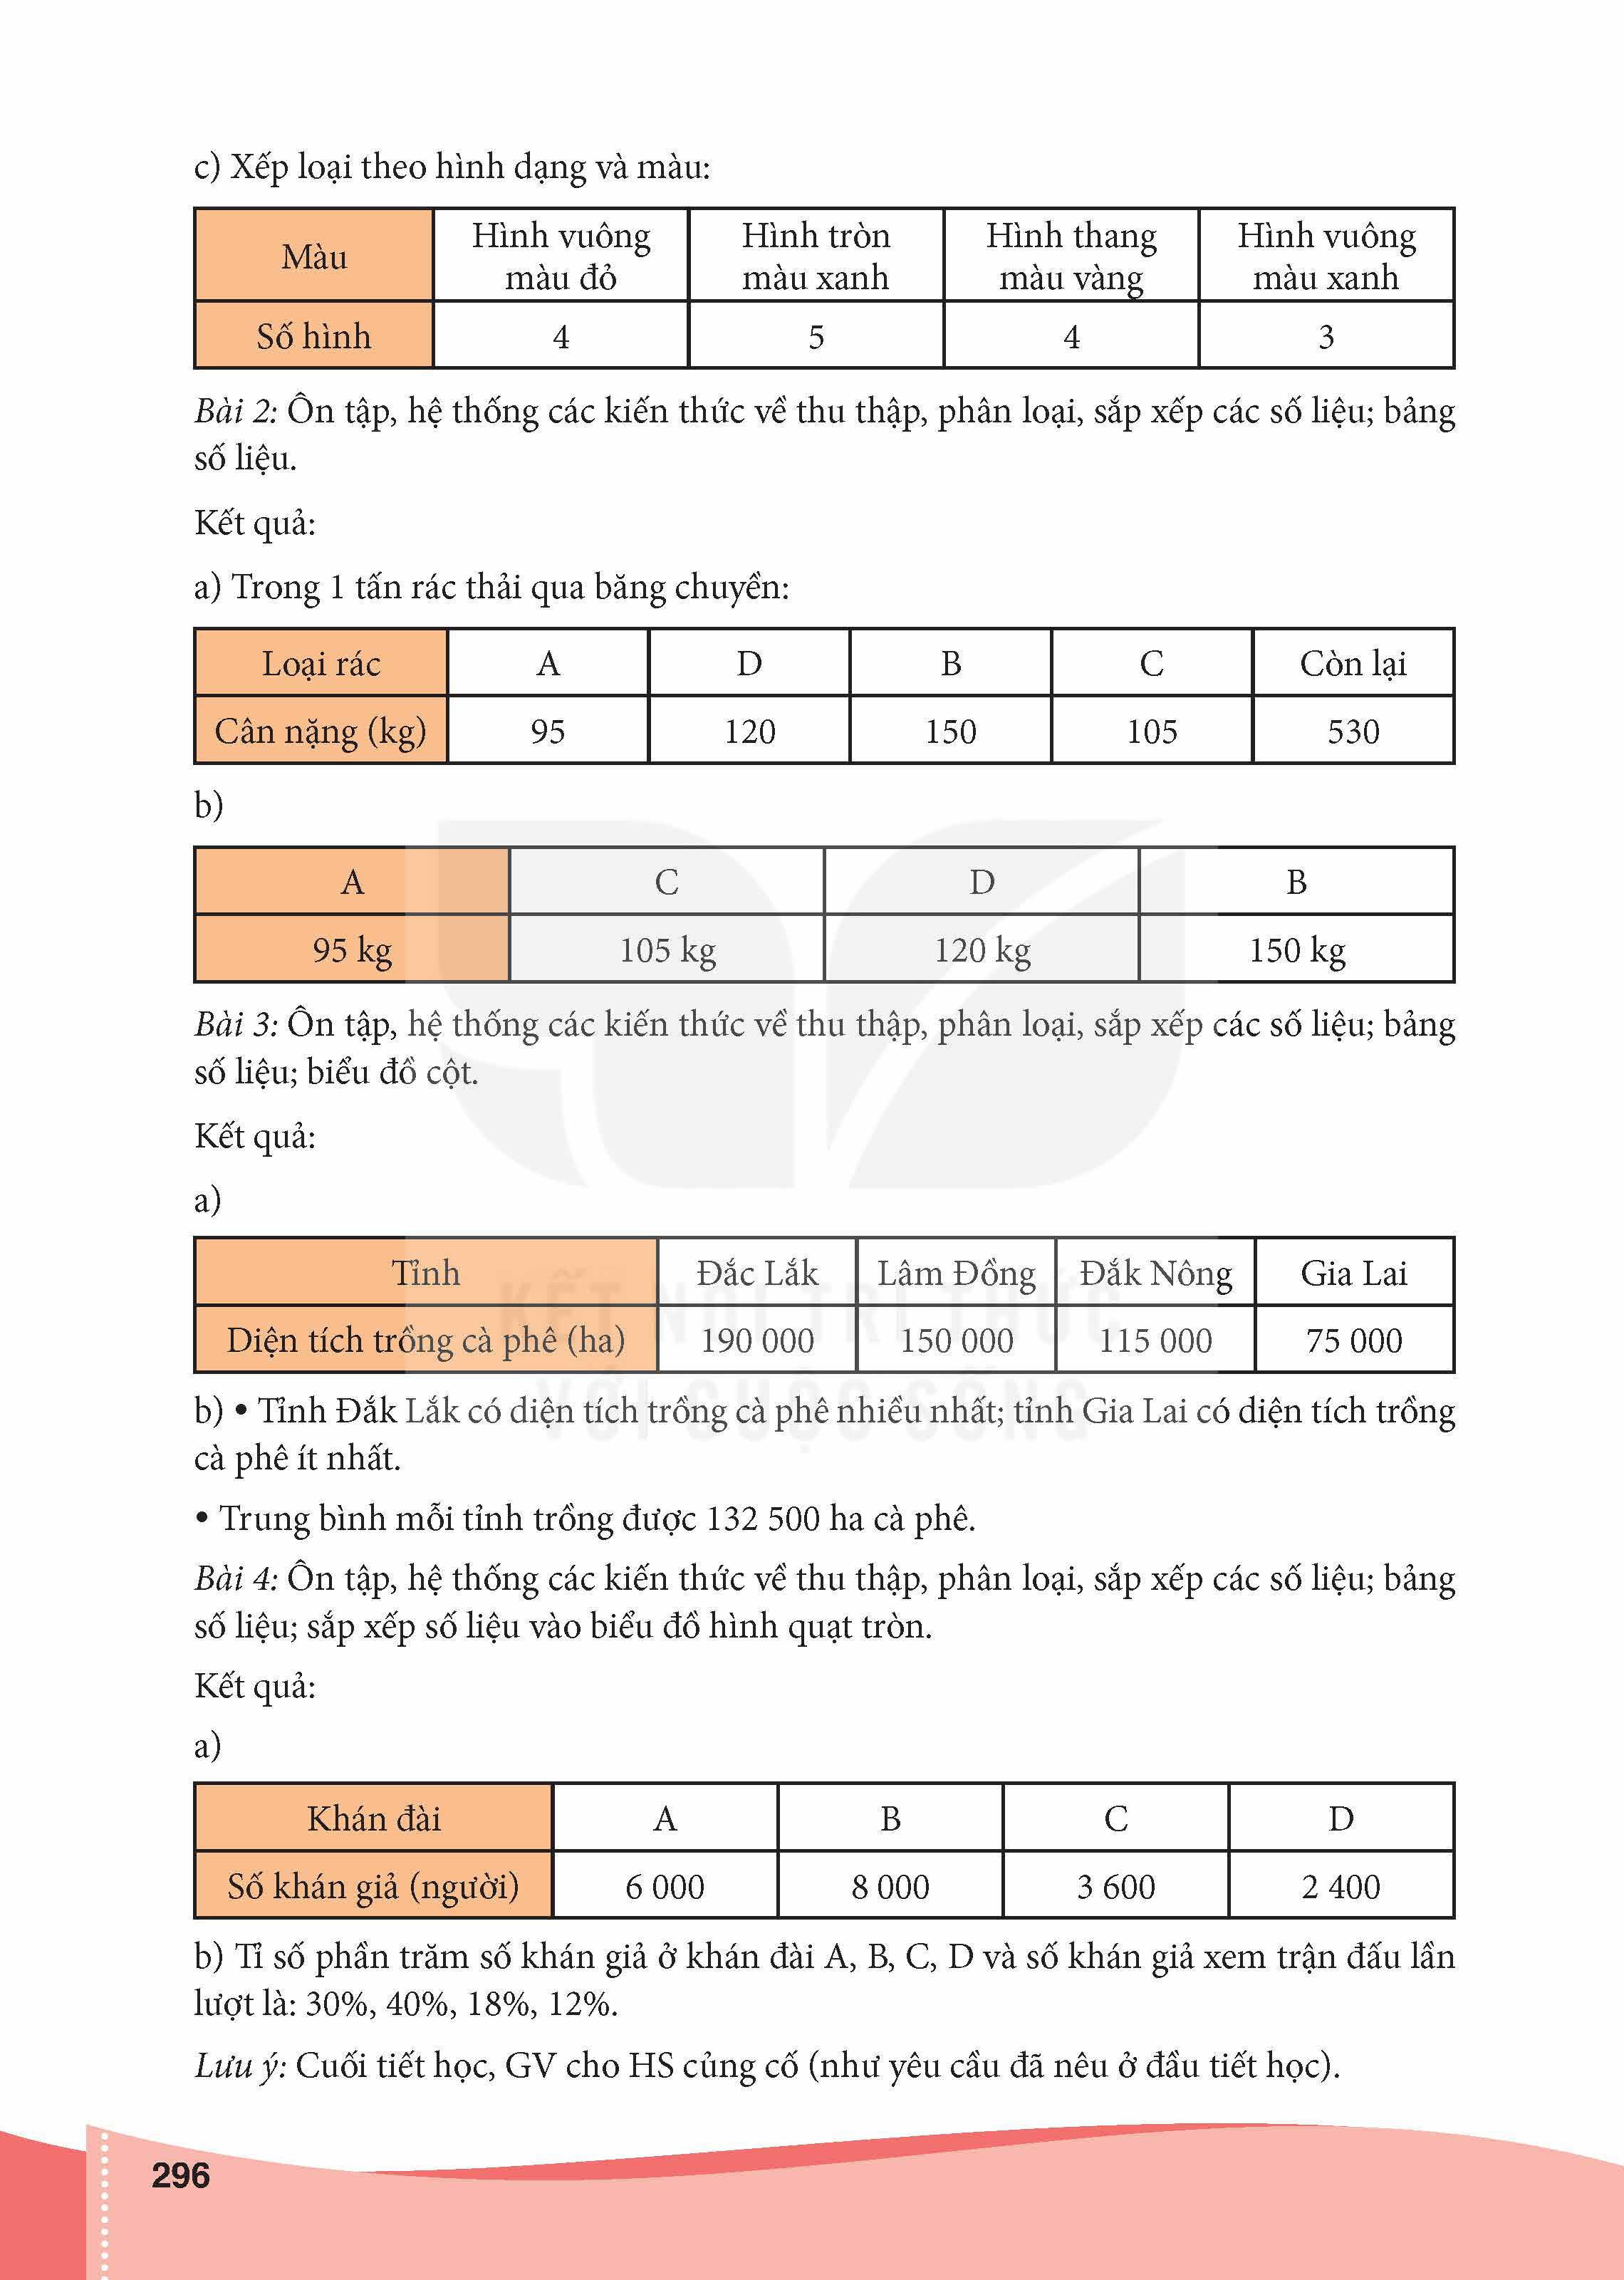 c) Xếp loại theo hình dạng và màu:
Màu
Hình vuông màu đỏ
Hình tròn màu xanh
Hình thang màu vàng
Hình vuông màu xanh
Số hình 4 5 4 3
Bài 2: Ôn tập, hệ thống các kiến thức về thu thập, phân loại, sắp xếp các số liệu; bảng
số liệu.
Kết quả:
a) Trong 1 tấn rác thải qua băng chuyền:
Loại rác A D B C Còn lại
Cân nặng (kg) 95 120 150 105 530
b)
A C D B
95 kg 105 kg 120 kg 150 kg
Bài 3: Ôn tập, hệ thống các kiến thức về thu thập, phân loại, sắp xếp các số liệu; bảng
số liệu; biểu đồ cột.
Kết quả:
a)
Tỉnh Đắc Lắk Lâm Đồng Đắk Nông Gia Lai
KẾT NỐI TRI THỨC
Diện tích trồng cà phê (ha) 190 000 150 000 115 000 75 000
VỚI CUỘC SỐNG
b) • Tỉnh Đắk Lắk có diện tích trồng cà phê nhiều nhất; tỉnh Gia Lai có diện tích trồng
cà phê ít nhất.
• Trung bình mỗi tỉnh trồng được 132 500 ha cà phê.
Bài 4: Ôn tập, hệ thống các kiến thức về thu thập, phân loại, sắp xếp các số liệu; bảng
số liệu; sắp xếp số liệu vào biểu đồ hình quạt tròn.
Kết quả:
a)
Khán đài A B C D
Số khán giả (người) 6 000 8 000 3 600 2 400
b) Tỉ số phần trăm số khán giả ở khán đài A, B, C, D và số khán giả xem trận đấu lần
lượt là: 30%, 40%, 18%, 12%.
Lưu ý: Cuối tiết học, GV cho HS củng cố (như yêu cầu đã nêu ở đầu tiết học).
296